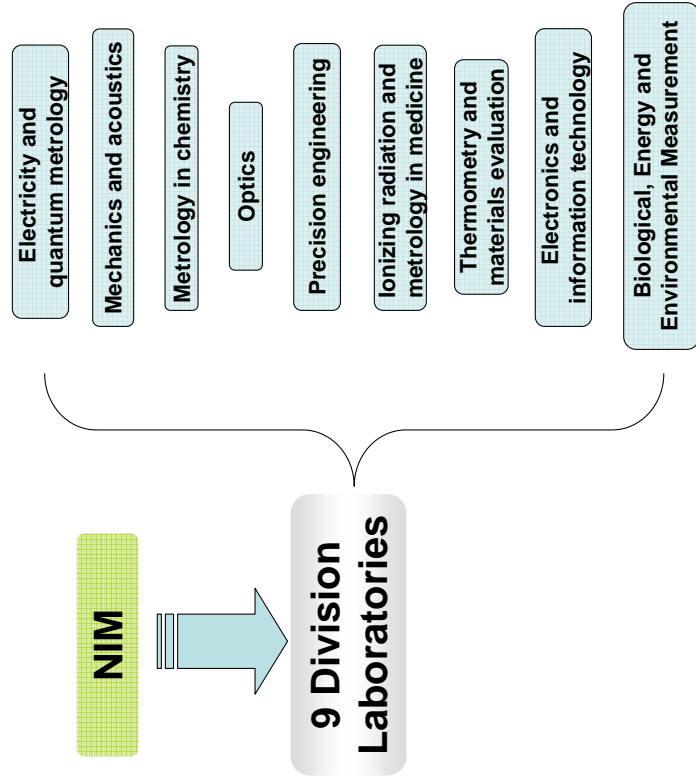 NIM
9 Division
Laboratories
Electricity and
quantum metrology
Mechanics and acoustics
Metrology in chemistry
Optics
Precision engineering
Ionizing radiation and
metrology in medicine
Thermometry and
materials evaluation
Electronics and
information technology
Biological, Energy and
Environmental Measurement